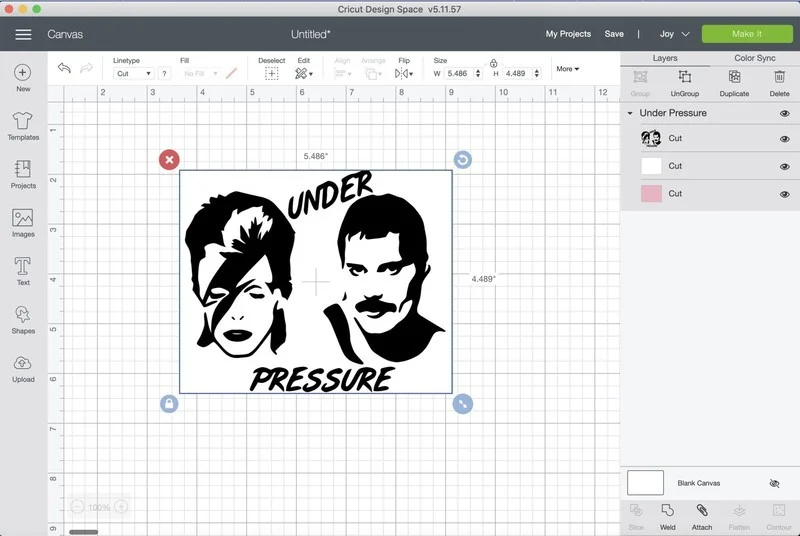 Cricut Design Space v5.11.57
Canvas
Untitled*
My Projects
Save
|
Joy
Make It
New
Templates
Projects
Images
Text
Shapes
Upload
Linetype
Cut
?
Fill
No Fill
Deselect
Edit
Align
Arrange
Flip
Size
W 5.486
H 4.489
More
Layers
Color Sync
Group
UnGroup
Duplicate
Delete
Under Pressure
Cut
Cut
Cut
2 3 4 5 6 7 8 9 10 11 12
1
2
3
4
5
6
7
8
9
5.486"
4.489"
UNDER
PRESSURE
100%
Blank Canvas
Slice
Weld
Attach
Flatten
Contour